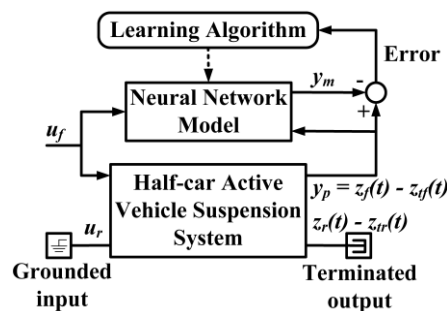 Learning Algorithm
Error
Neural Network
Model
y_m
-
+
u_f
Half-car Active
Vehicle Suspension
System
y_p = z_f(t) - z_tf(t)
z_r(t) - z_tr(t)
u_r
Grounded
input
Terminated
output